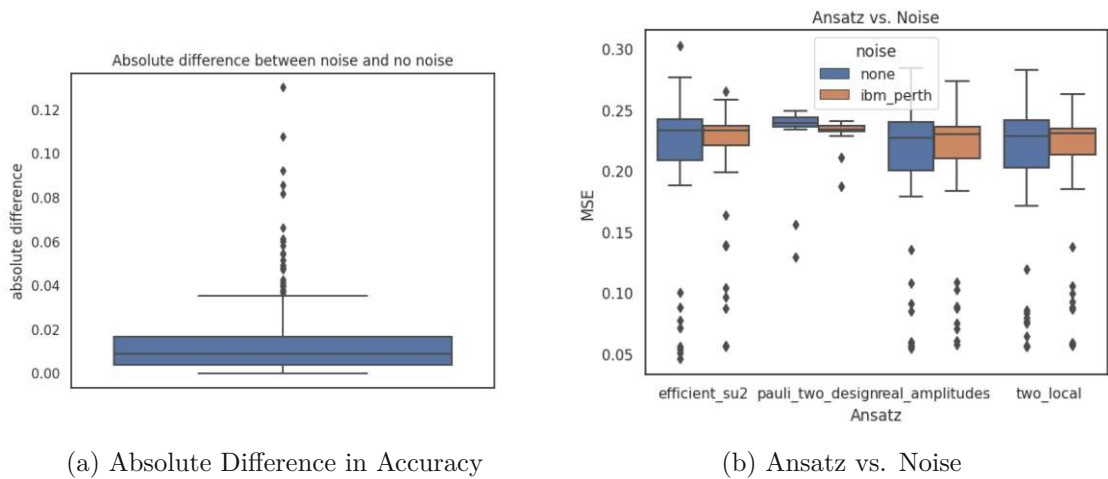 Absolute difference between noise and no noise
absolute difference
0.12
0.10
0.08
0.06
0.04
0.02
0.00
(a) Absolute Difference in Accuracy
Ansatz vs. Noise
noise
none
ibm_perth
MSE
0.30
0.25
0.20
0.15
0.10
0.05
efficient_su2 pauli_two_design real_amplitudes two_local
Ansatz
(b) Ansatz vs. Noise